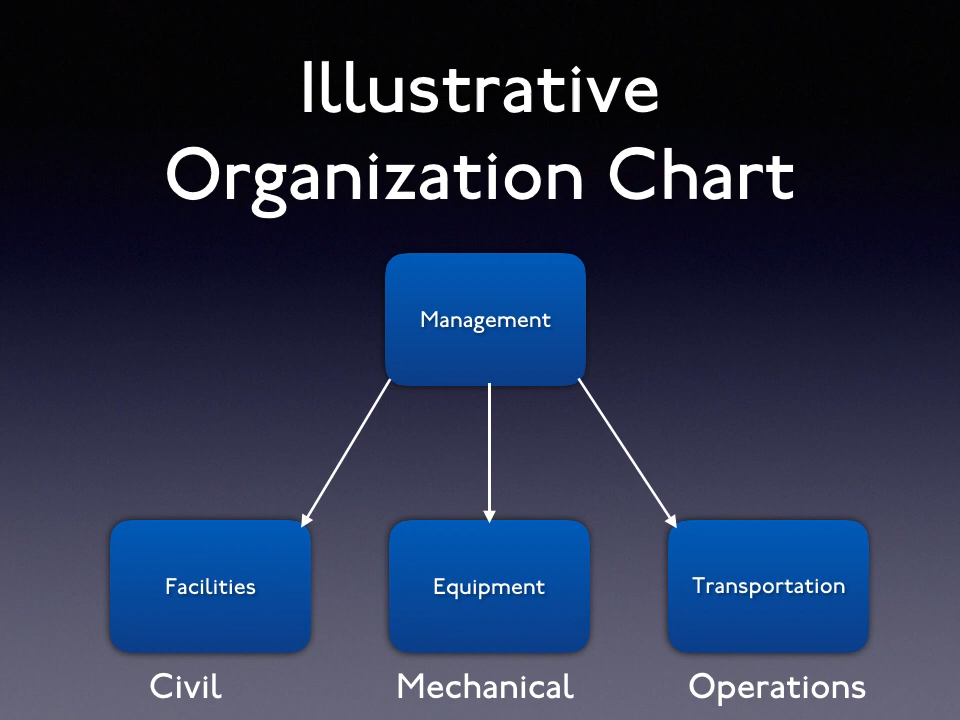 Illustrative
Organization Chart
Management
Facilities
Equipment
Transportation
Civil
Mechanical
Operations